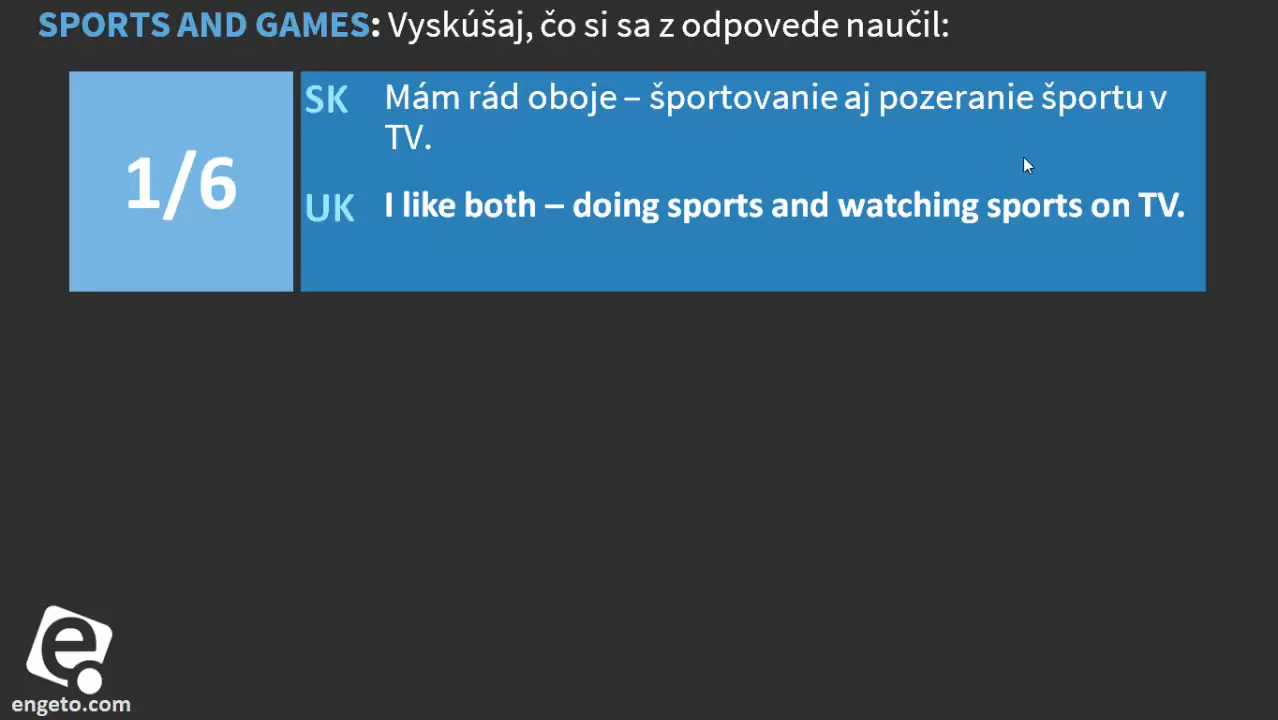 SPORTS AND GAMES: Vyskúšaj, čo si sa z odpovede naučil:
1/6
SK Mám rád oboje – športovanie aj pozeranie športu v
TV.
UK I like both – doing sports and watching sports on TV.
e
engeto.com